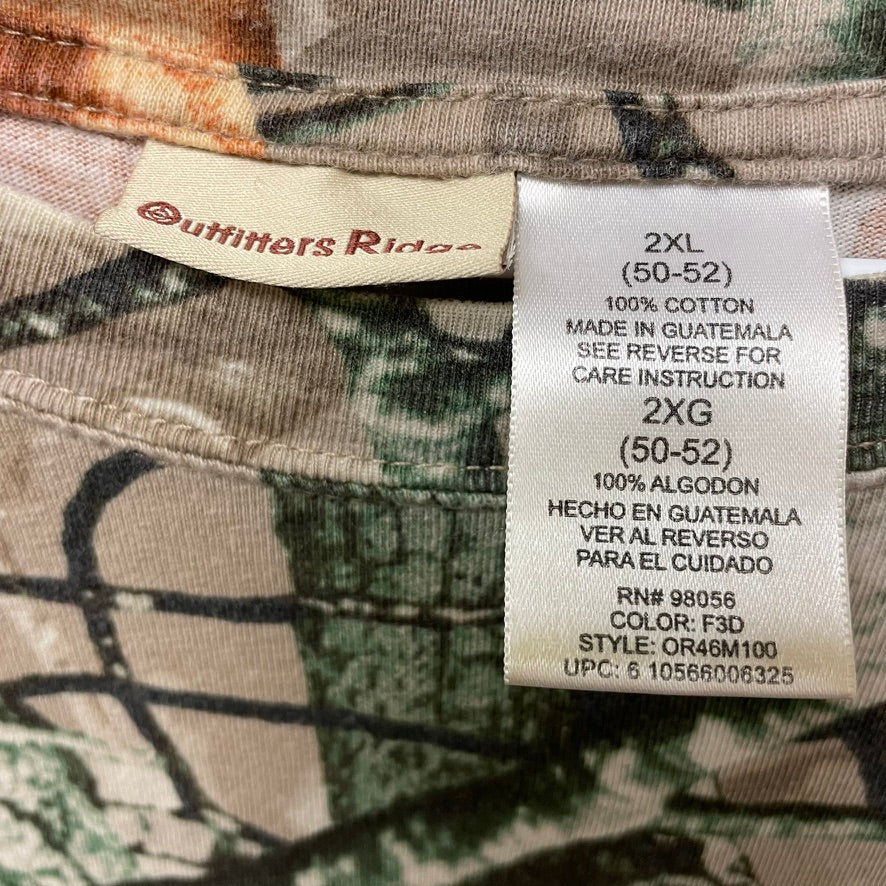 Outfitters Ridge
2XL
(50-52)
100% COTTON
MADE IN GUATEMALA
SEE REVERSE FOR
CARE INSTRUCTION
2XG
(50-52)
100% ALGODON
HECHO EN GUATEMALA
VER AL REVERSO
PARA EL CUIDADO
RN# 98056
COLOR: F3D
STYLE: OR46M100
UPC: 6 10566006325